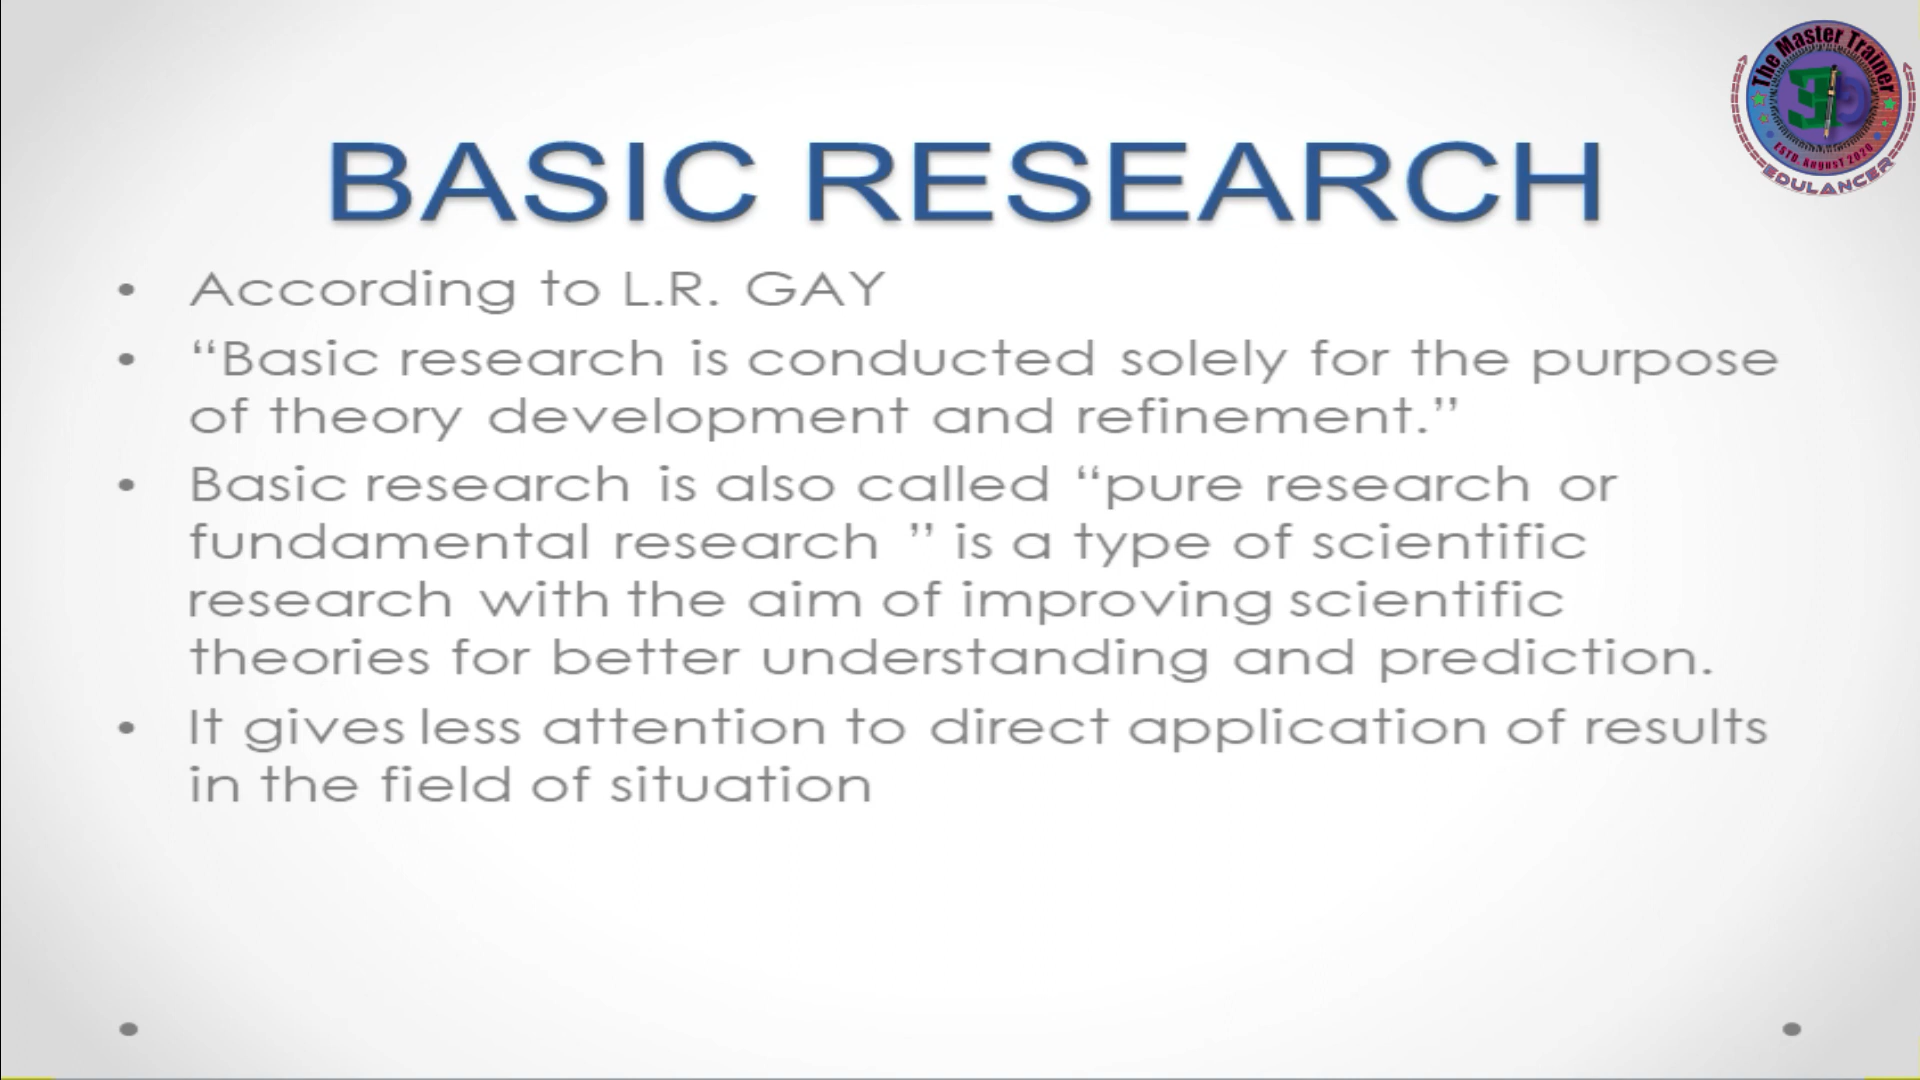 The Master Trainer
ESTD. August 2020
EDULANCER
BASIC RESEARCH
• According to L.R. GAY
• “Basic research is conducted solely for the purpose
of theory development and refinement.”
• Basic research is also called “pure research or
fundamental research ” is a type of scientific
research with the aim of improving scientific
theories for better understanding and prediction.
• It gives less attention to direct application of results
in the field of situation